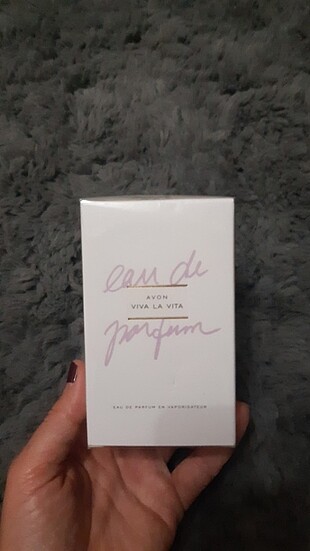 eau de
AVON
VIVA LA VITA
parfum
EAU DE PARFUM EN VAPORISATEUR